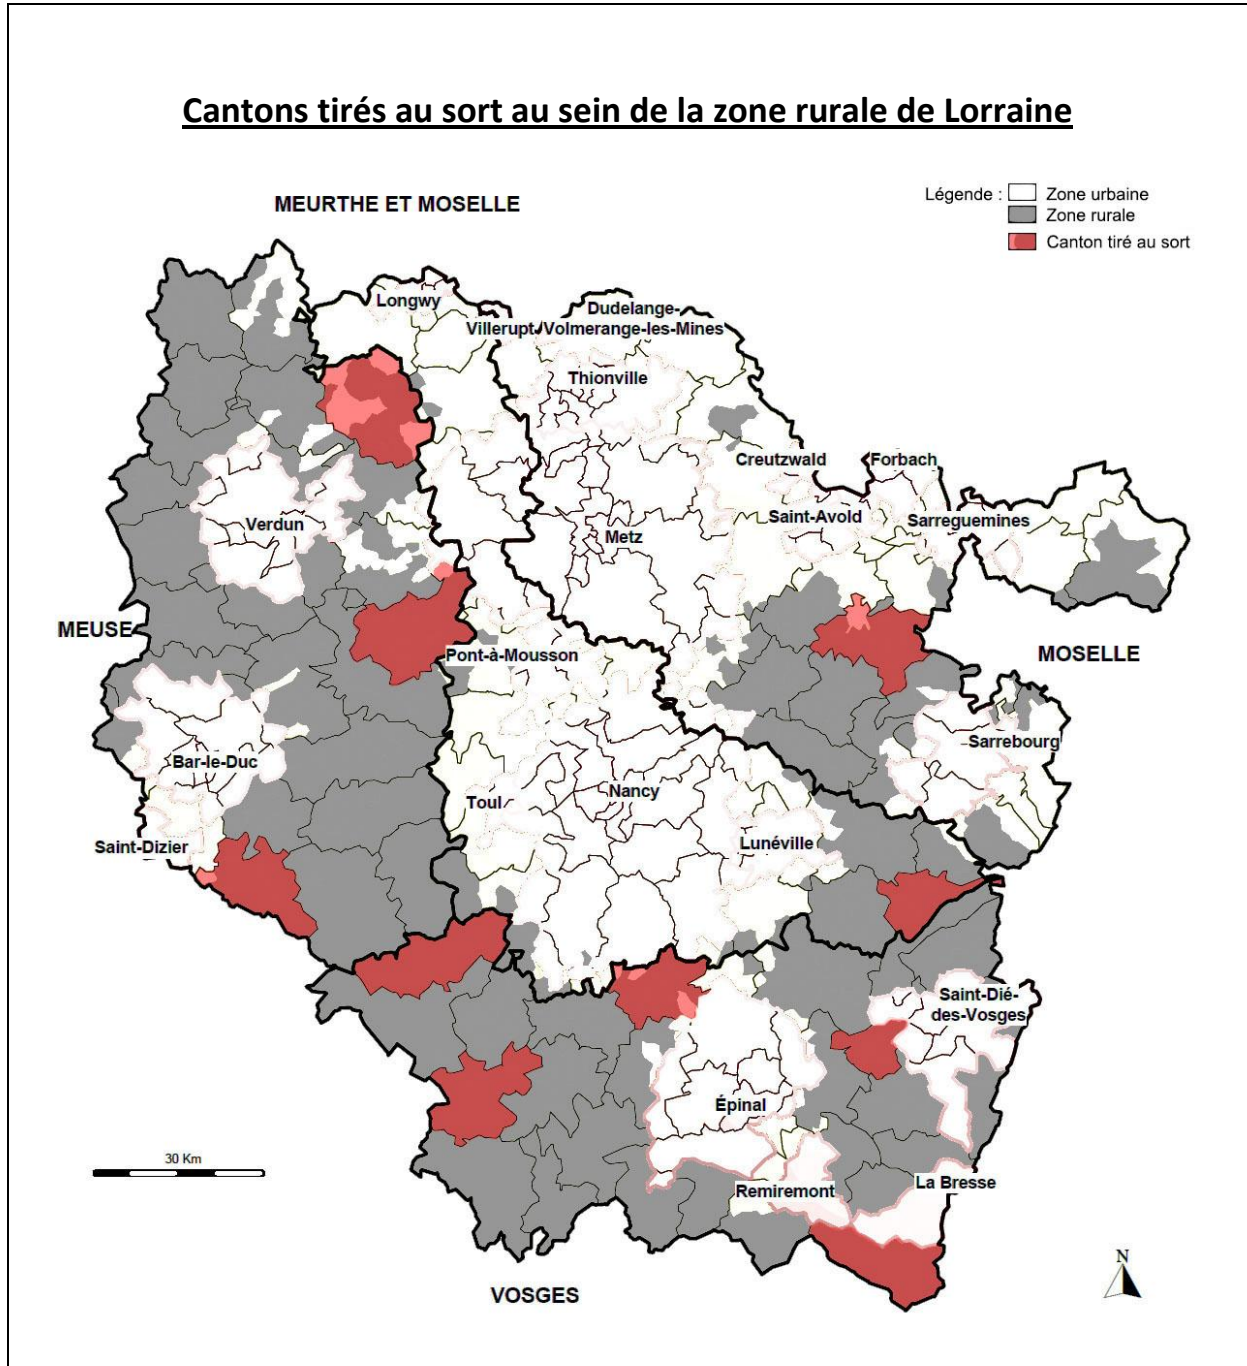 Cantons tirés au sort au sein de la zone rurale de Lorraine
MEURTHE ET MOSELLE
Légende :
Zone urbaine
Zone rurale
Canton tiré au sort
Longwy
Dudelange-
Villerupt
Volmerange-les-Mines
Thionville
Creutzwald
Forbach
Verdun
Saint-Avold
Sarreguemines
Metz
MEUSE
Pont-à-Mousson
MOSELLE
Bar-le-Duc
Sarrebourg
Toul
Nancy
Saint-Dizier
Lunéville
Saint-Dié-
des-Vosges
Épinal
30 Km
Remiremont
La Bresse
N
VOSGES